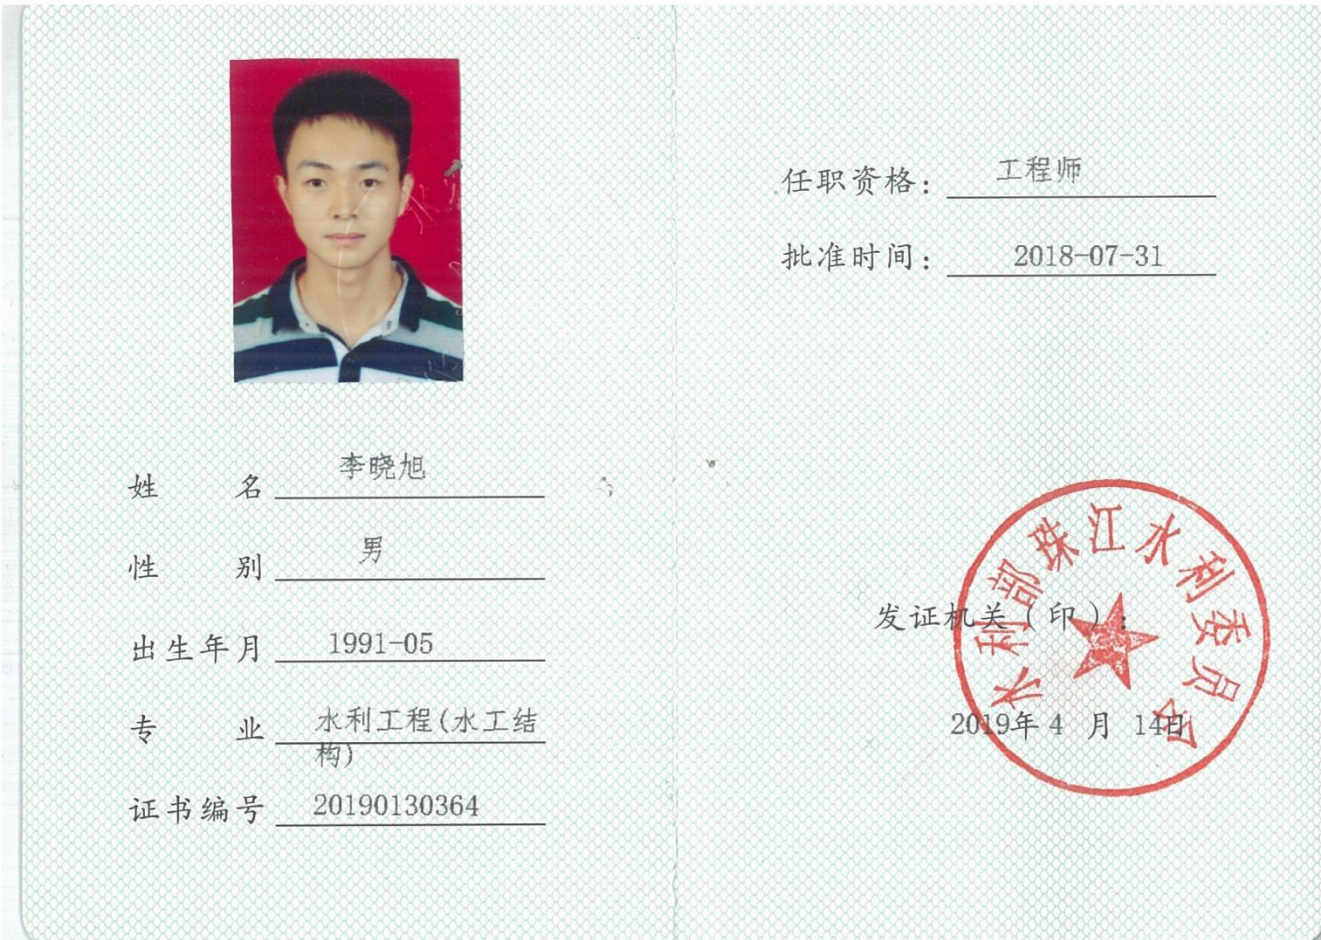 姓名 李晓旭
性别 男
出生年月 1991-05
专业 水利工程(水工结
构)
证书编号 20190130364
任职资格: 工程师
批准时间: 2018-07-31
水利部珠江水利委员会
发证机关(印):
2019年4月14日